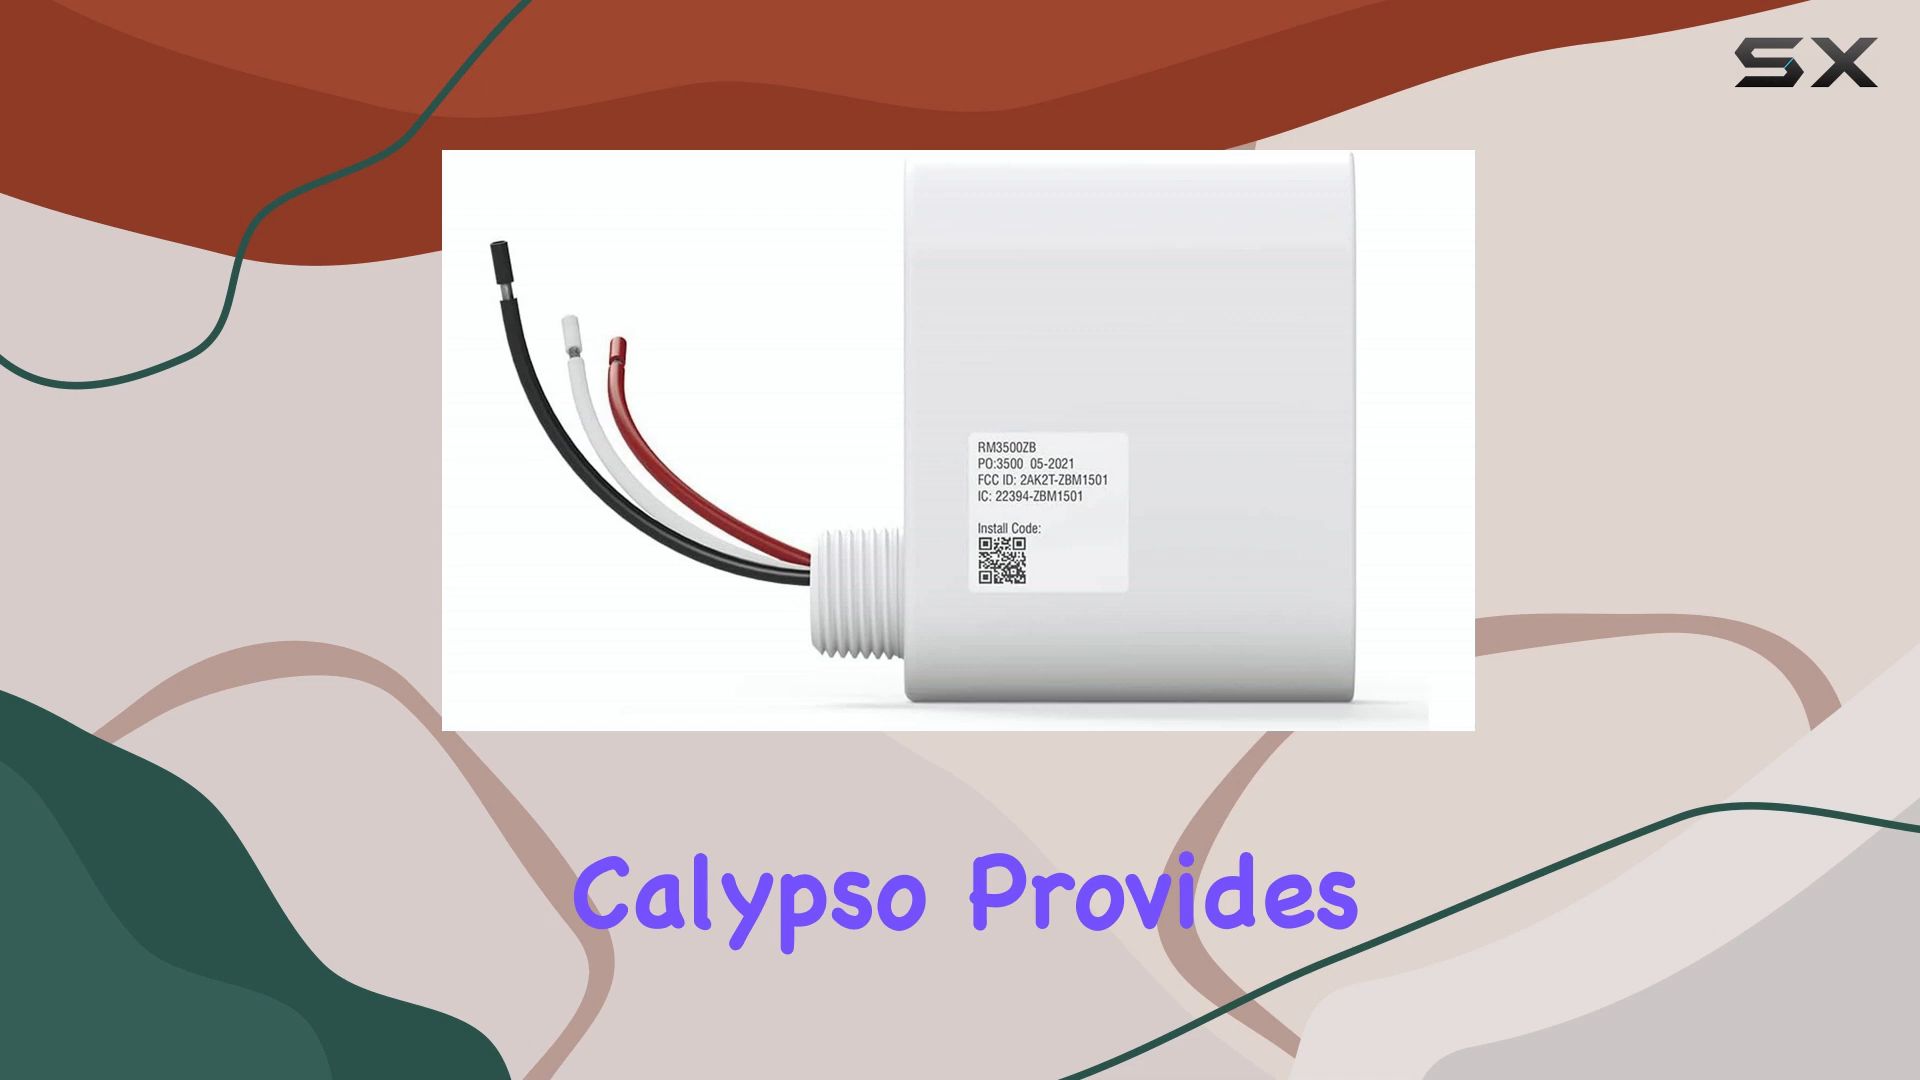 SX
RM3500ZB
PO:3500 05-2021
FCC ID: 2AK2T-ZBM1501
IC: 22394-ZBM1501
Install Code:
Calypso Provides